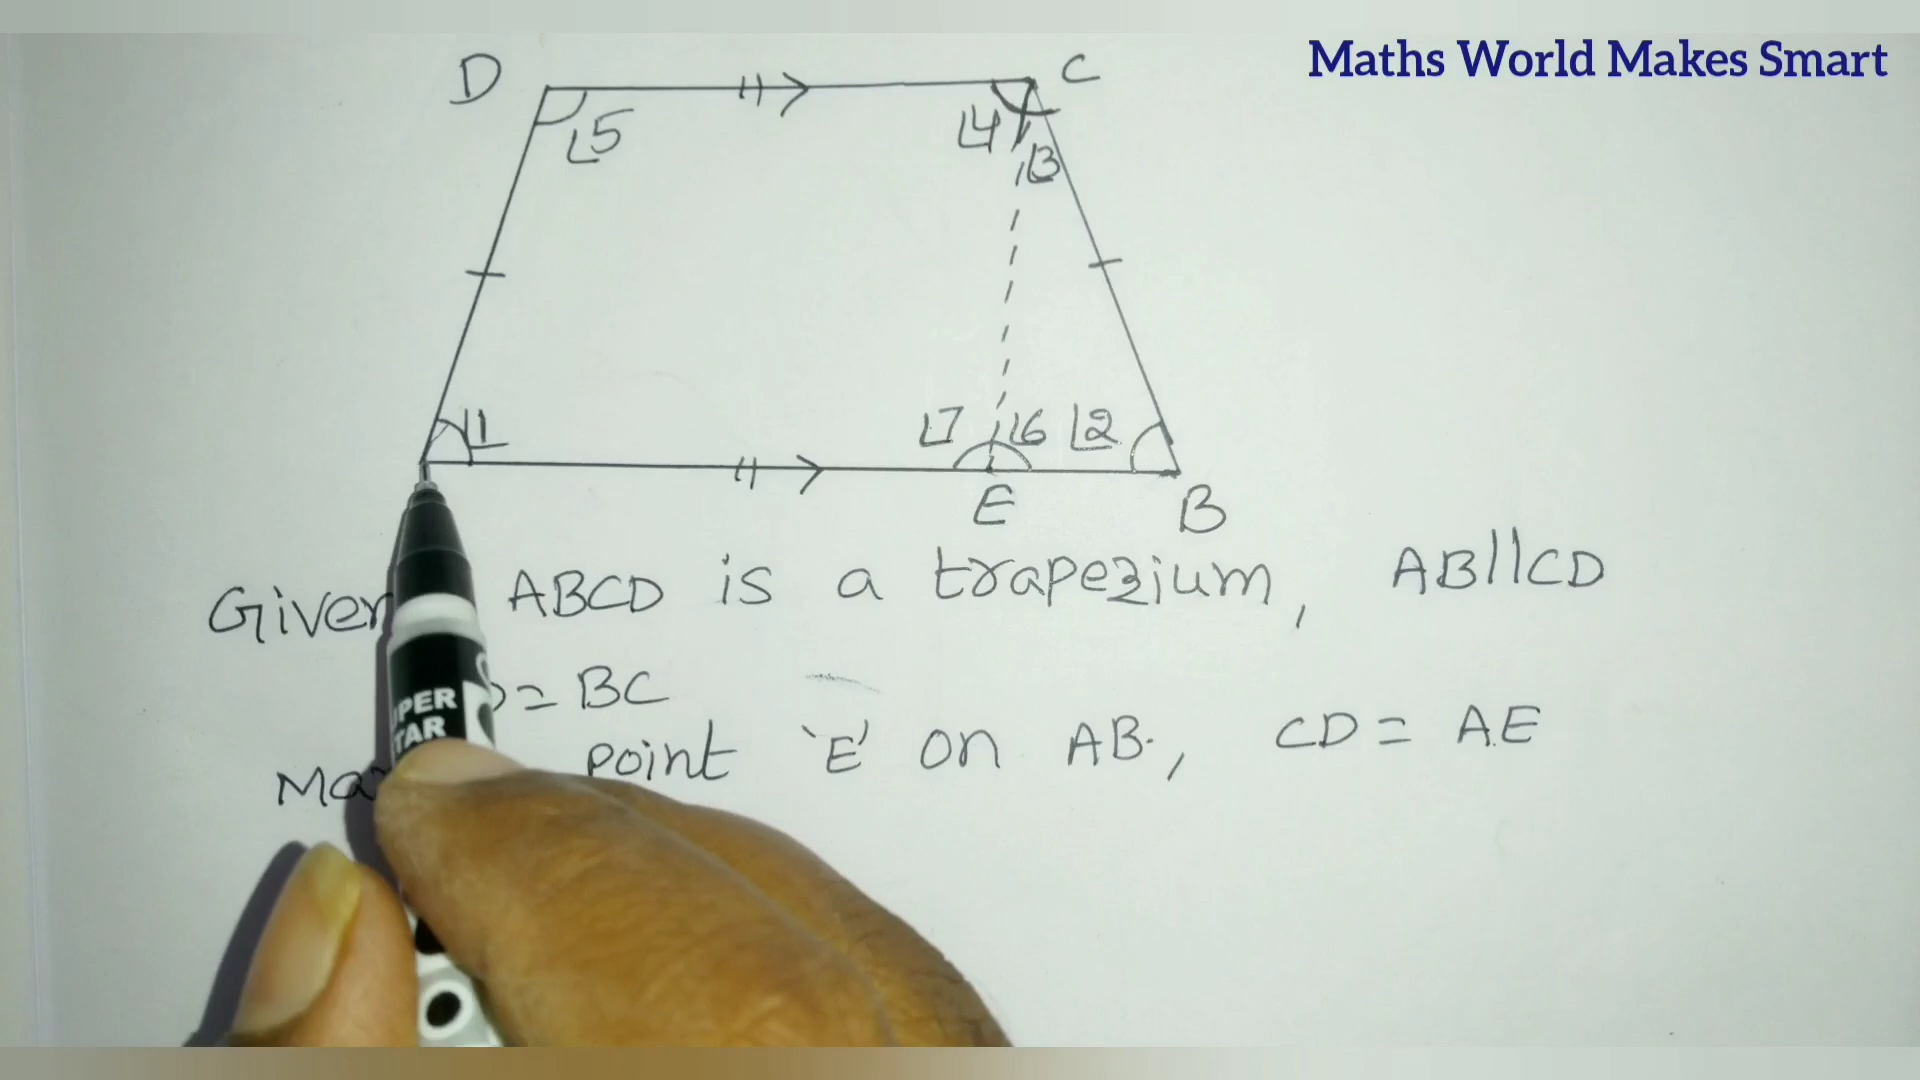 Maths World Makes Smart
D C
∠5 ∠4
∠3
∠1 ∠7 ∠6 ∠2
E B
ABCD is a trapezium, AB||CD
= BC
point 'E' on AB, CD = AE